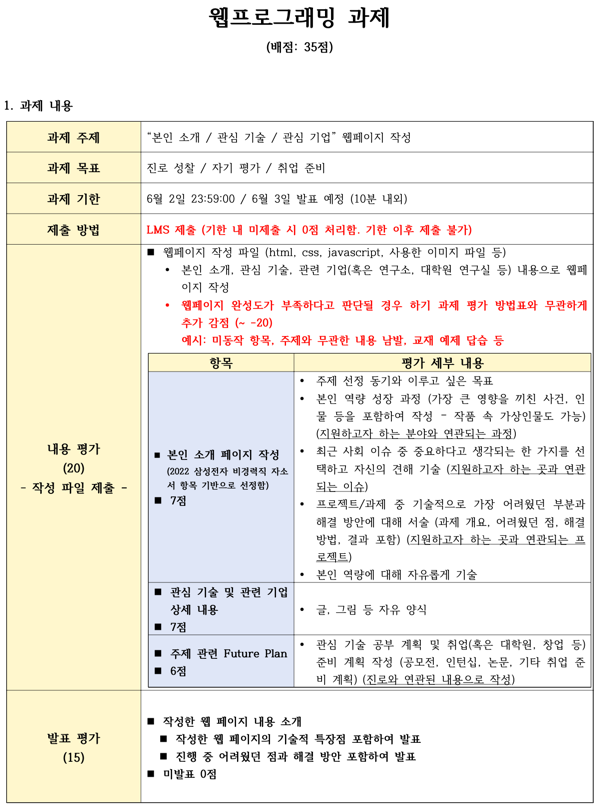 웹프로그래밍 과제
(배점: 35점)
1. 과제 내용
과제 주제
“본인 소개 / 관심 기술 / 관심 기업” 웹페이지 작성
과제 목표
진로 성찰 / 자기 평가 / 취업 준비
과제 기한
6월 2일 23:59:00 / 6월 3일 발표 예정 (10분 내외)
제출 방법
LMS 제출 (기한 내 미제출 시 0점 처리함. 기한 이후 제출 불가)
내용 평가
(20)
- 작성 파일 제출 -
■ 웹페이지 작성 파일 (html, css, javascript, 사용한 이미지 파일 등)
• 본인 소개, 관심 기술, 관련 기업(혹은 연구소, 대학원 연구실 등) 내용으로 웹페
이지 작성
• 웹페이지 완성도가 부족하다고 판단될 경우 하기 과제 평가 방법표와 무관하게
추가 감점 (~ -20)
예시: 미동작 항목, 주제와 무관한 내용 남발, 교재 예제 답습 등
항목
평가 세부 내용
■ 본인 소개 페이지 작성
(2022 삼성전자 비경력직 자소
서 항목 기반으로 선정함)
■ 7점
• 주제 선정 동기와 이루고 싶은 목표
• 본인 역량 성장 과정 (가장 큰 영향을 끼친 사건, 인
물 등을 포함하여 작성 - 작품 속 가상인물도 가능)
(지원하고자 하는 분야와 연관되는 과정)
• 최근 사회 이슈 중 중요하다고 생각되는 한 가지를 선
택하고 자신의 견해 기술 (지원하고자 하는 곳과 연관
되는 이슈)
• 프로젝트/과제 중 기술적으로 가장 어려웠던 부분과
해결 방안에 대해 서술 (과제 개요, 어려웠던 점, 해결
방법, 결과 포함) (지원하고자 하는 곳과 연관되는 프
로젝트)
• 본인 역량에 대해 자유롭게 기술
■ 관심 기술 및 관련 기업
상세 내용
■ 7점
• 글, 그림 등 자유 양식
■ 주제 관련 Future Plan
■ 6점
• 관심 기술 공부 계획 및 취업(혹은 대학원, 창업 등)
준비 계획 작성 (공모전, 인턴십, 논문, 기타 취업 준
비 계획) (진로와 연관된 내용으로 작성)
발표 평가
(15)
■ 작성한 웹 페이지 내용 소개
■ 작성한 웹 페이지의 기술적 특장점 포함하여 발표
■ 진행 중 어려웠던 점과 해결 방안 포함하여 발표
■ 미발표 0점